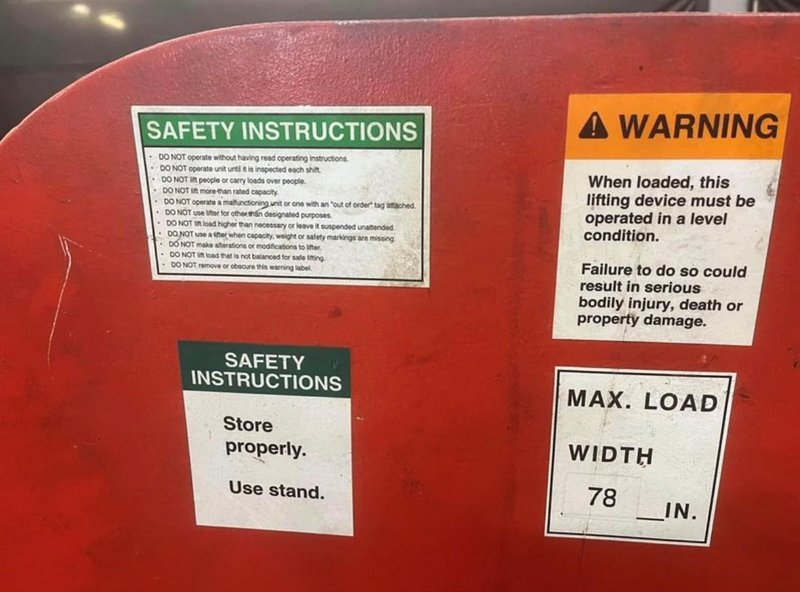 SAFETY INSTRUCTIONS
· DO NOT operate without having read operating instructions.
· DO NOT operate unit until it is inspected each shift.
· DO NOT lift people or carry loads over people.
· DO NOT lift more than rated capacity.
· DO NOT operate a malfunctioning unit or one with an "out of order" tag attached.
· DO NOT use lifter for other than designated purposes.
· DO NOT lift load higher than necessary or leave it suspended unattended.
· DO NOT use a lifter when capacity, weight or safety markings are missing.
· DO NOT make alterations or modifications to lifter.
· DO NOT lift load that is not balanced for safe lifting.
· DO NOT remove or obscure this warning label.
WARNING
When loaded, this
lifting device must be
operated in a level
condition.
Failure to do so could
result in serious
bodily injury, death or
property damage.
SAFETY
INSTRUCTIONS
Store
properly.
Use stand.
MAX. LOAD
WIDTH
78 __IN.